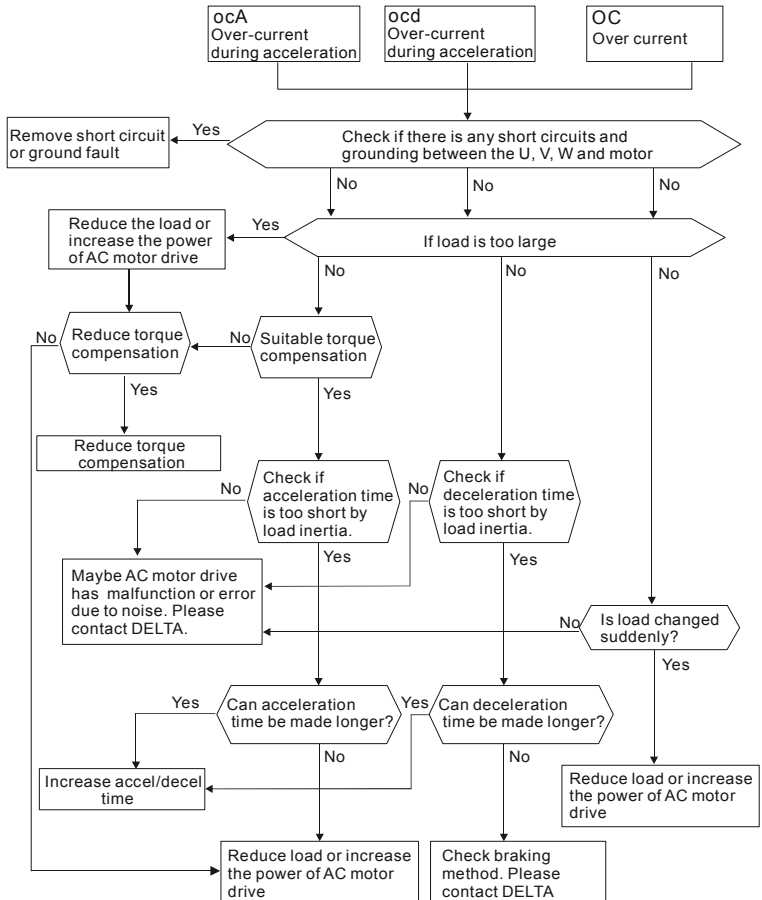 ocA
Over-current
during acceleration
ocd
Over-current
during acceleration
OC
Over current
Remove short circuit
or ground fault
Yes
Check if there is any short circuits and
grounding between the U, V, W and motor
No
No
No
Reduce the load or
increase the power
of AC motor drive
Yes
If load is too large
No
No
No
No
Reduce torque
compensation
No
Suitable torque
compensation
Yes
Yes
Reduce torque
compensation
No
Check if
acceleration time
is too short by
load inertia.
No
Check if
deceleration time
is too short by
load inertia.
Yes
Yes
Maybe AC motor drive
has malfunction or error
due to noise. Please
contact DELTA.
No
Is load changed
suddenly?
Yes
Yes
Can acceleration
time be made longer?
Yes
Can deceleration
time be made longer?
No
No
Increase accel/decel
time
Reduce load or increase
the power of AC motor
drive
Reduce load or increase
the power of AC motor
drive
Check braking
method. Please
contact DELTA